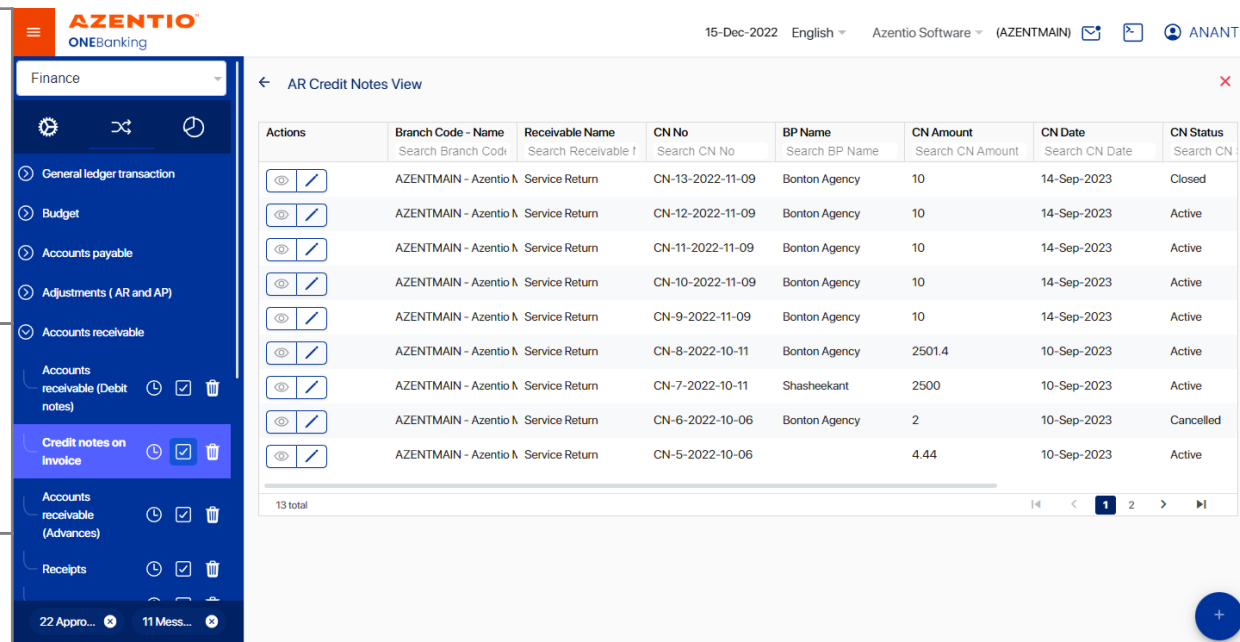 AZENTIO
ONEBanking
15-Dec-2022 English Azentio Software (AZENTMAIN) ANANT
Finance
General ledger transaction
Budget
Accounts payable
Adjustments ( AR and AP)
Accounts receivable
Accounts
receivable (Debit
notes)
Credit notes on
invoice
Accounts
receivable
(Advances)
Receipts
22 Appro... 11 Mess...
AR Credit Notes View
Actions Branch Code - Name Receivable Name CN No BP Name CN Amount CN Date CN Status
Search Branch Code Search Receivable Search CN No Search BP Name Search CN Amount Search CN Date Search CN
AZENTMAIN - Azentio Service Return CN-13-2022-11-09 Bonton Agency 10 14-Sep-2023 Closed
AZENTMAIN - Azentio Service Return CN-12-2022-11-09 Bonton Agency 10 14-Sep-2023 Active
AZENTMAIN - Azentio Service Return CN-11-2022-11-09 Bonton Agency 10 14-Sep-2023 Active
AZENTMAIN - Azentio Service Return CN-10-2022-11-09 Bonton Agency 10 14-Sep-2023 Active
AZENTMAIN - Azentio Service Return CN-9-2022-11-09 Bonton Agency 10 14-Sep-2023 Active
AZENTMAIN - Azentio Service Return CN-8-2022-10-11 Bonton Agency 2501.4 10-Sep-2023 Active
AZENTMAIN - Azentio Service Return CN-7-2022-10-11 Shasheekant 2500 10-Sep-2023 Active
AZENTMAIN - Azentio Service Return CN-6-2022-10-06 Bonton Agency 2 10-Sep-2023 Cancelled
AZENTMAIN - Azentio Service Return CN-5-2022-10-06 4.44 10-Sep-2023 Active
13 total 1 2